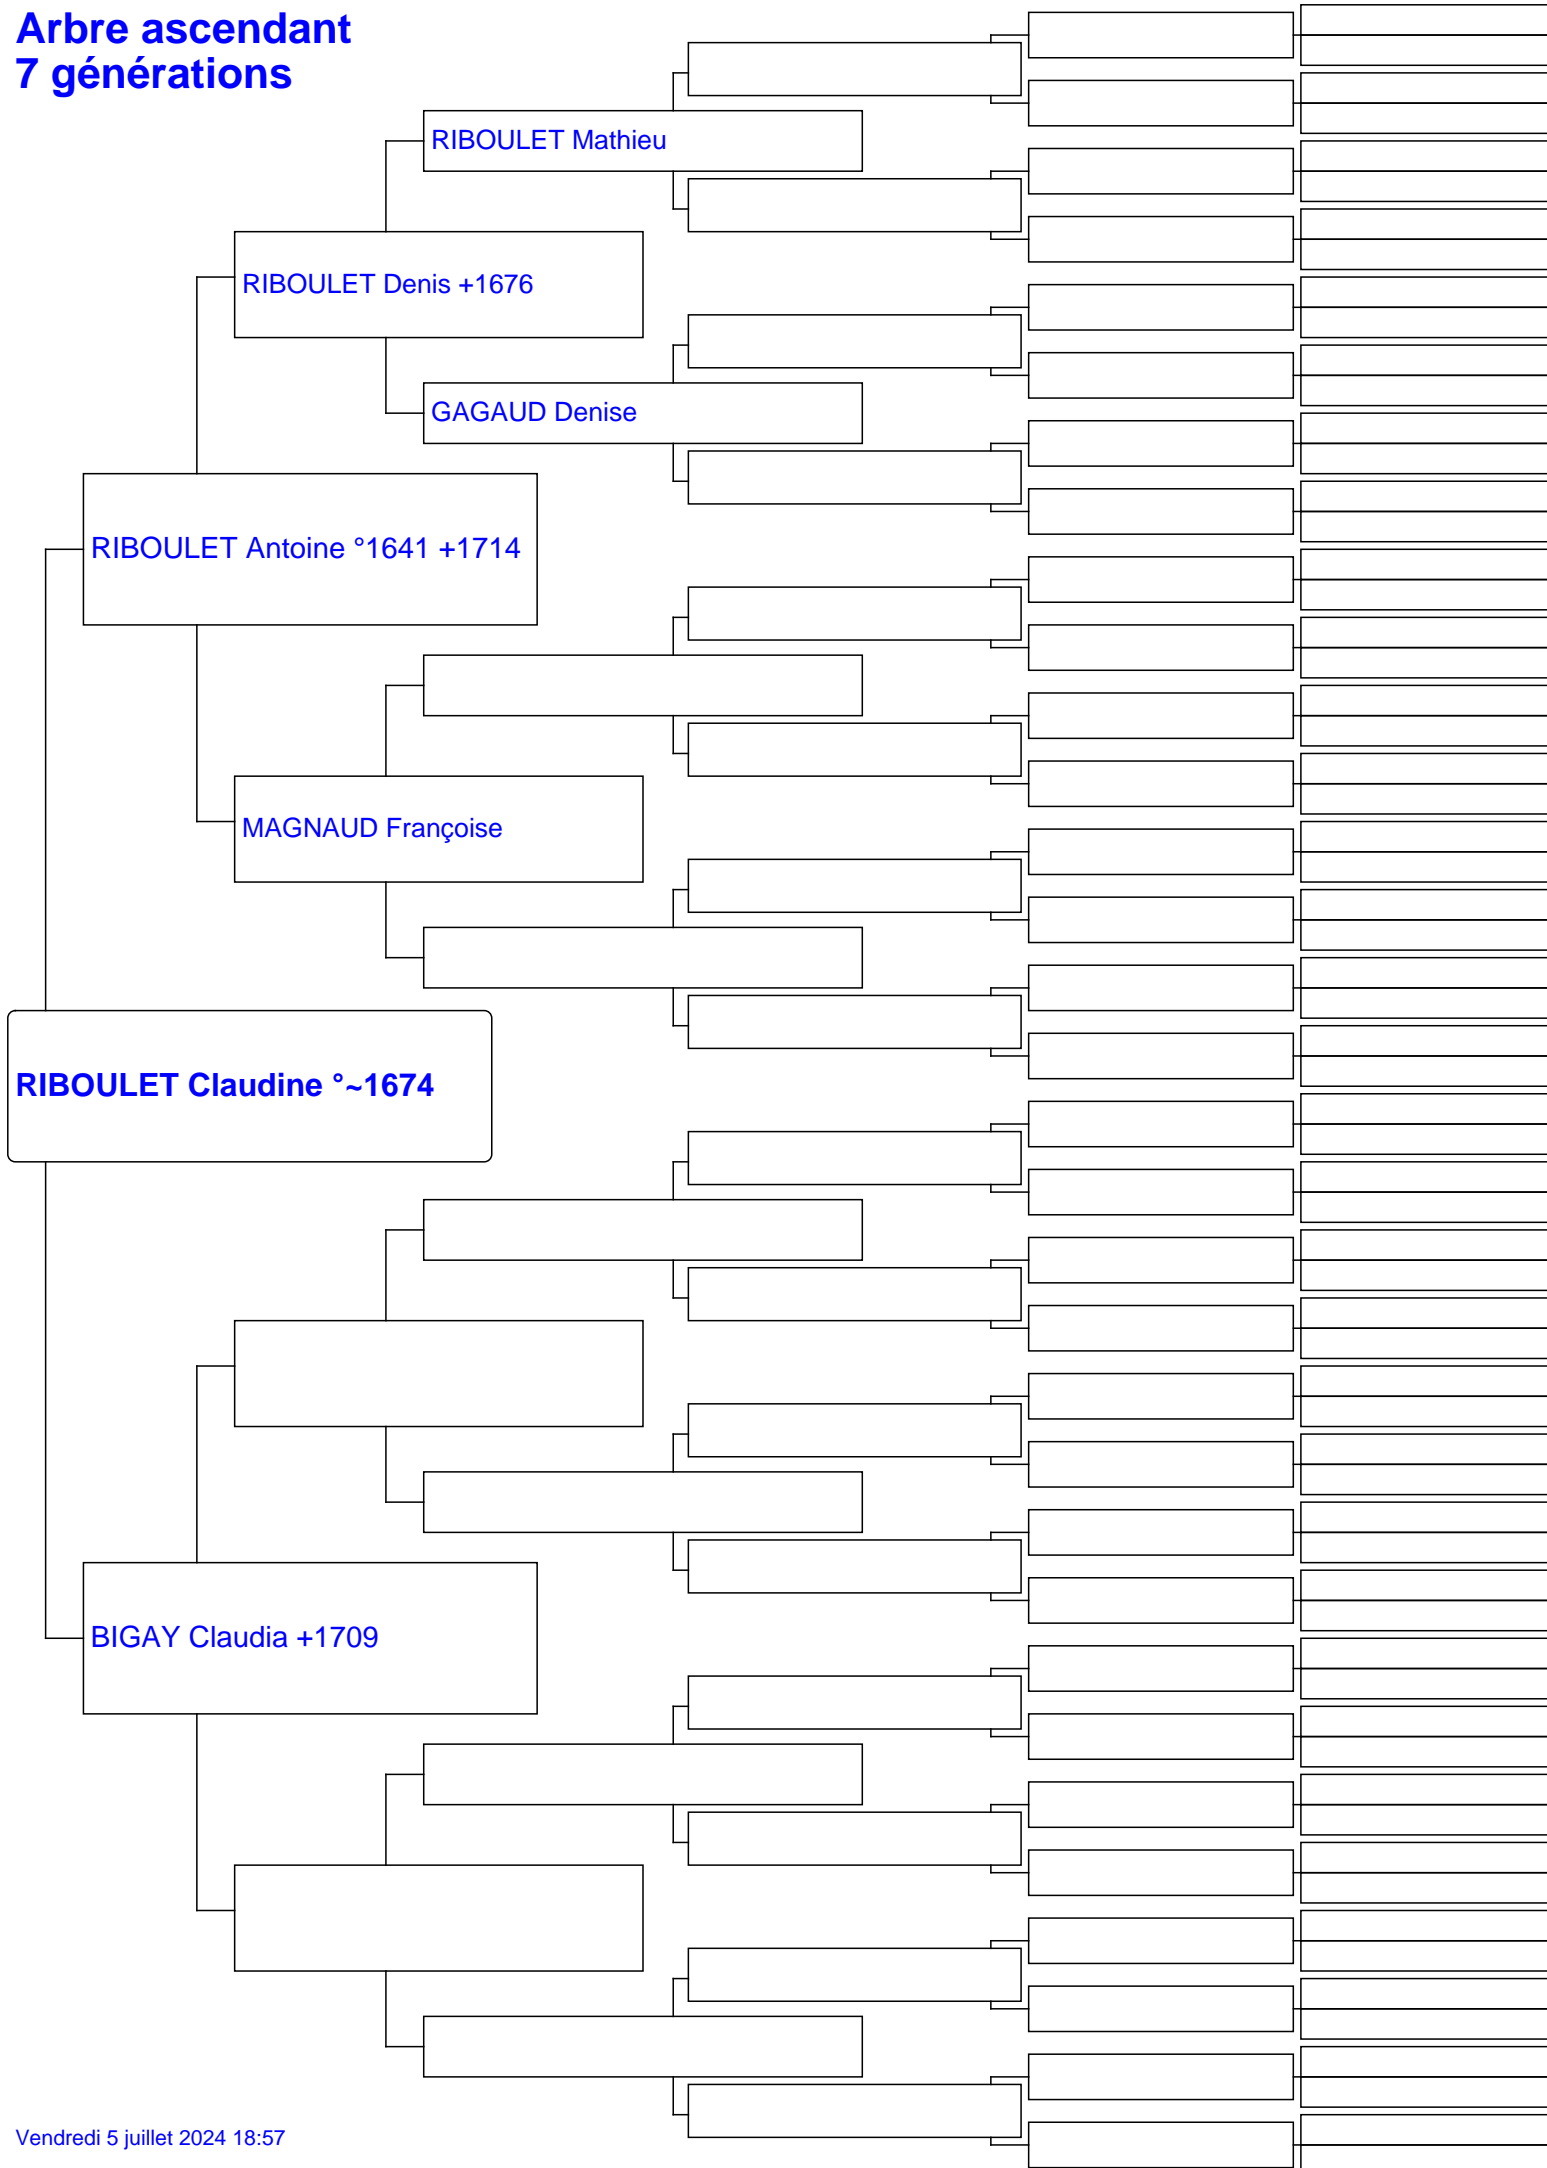 Arbre ascendant
7 générations
RIBOULET Mathieu
RIBOULET Denis +1676
GAGAUD Denise
RIBOULET Antoine °1641 +1714
MAGNAUD Françoise
RIBOULET Claudine °~1674
BIGAY Claudia +1709
Vendredi 5 juillet 2024 18:57